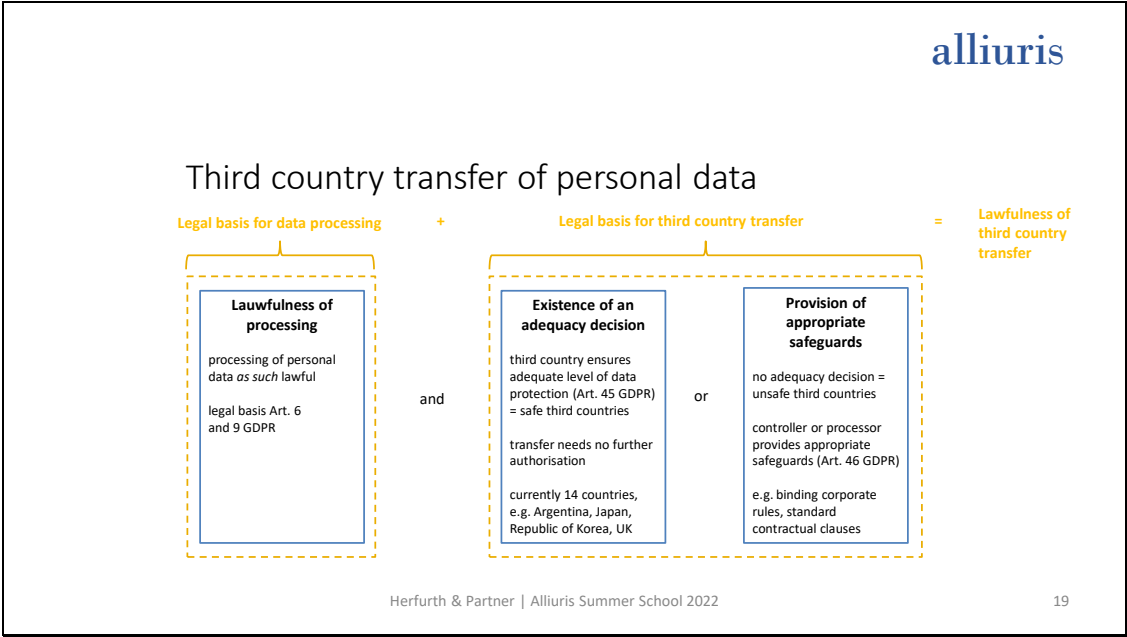 alliuris
Third country transfer of personal data
Legal basis for data processing
+
Legal basis for third country transfer
=
Lawfulness of
third country
transfer
Lauwfulness of
processing
processing of personal
data as such lawful
legal basis Art. 6
and 9 GDPR
and
Existence of an
adequacy decision
third country ensures
adequate level of data
protection (Art. 45 GDPR)
= safe third countries
transfer needs no further
authorisation
currently 14 countries,
e.g. Argentina, Japan,
Republic of Korea, UK
or
Provision of
appropriate
safeguards
no adequacy decision =
unsafe third countries
controller or processor
provides appropriate
safeguards (Art. 46 GDPR)
e.g. binding corporate
rules, standard
contractual clauses
Herfurth & Partner | Alliuris Summer School 2022
19